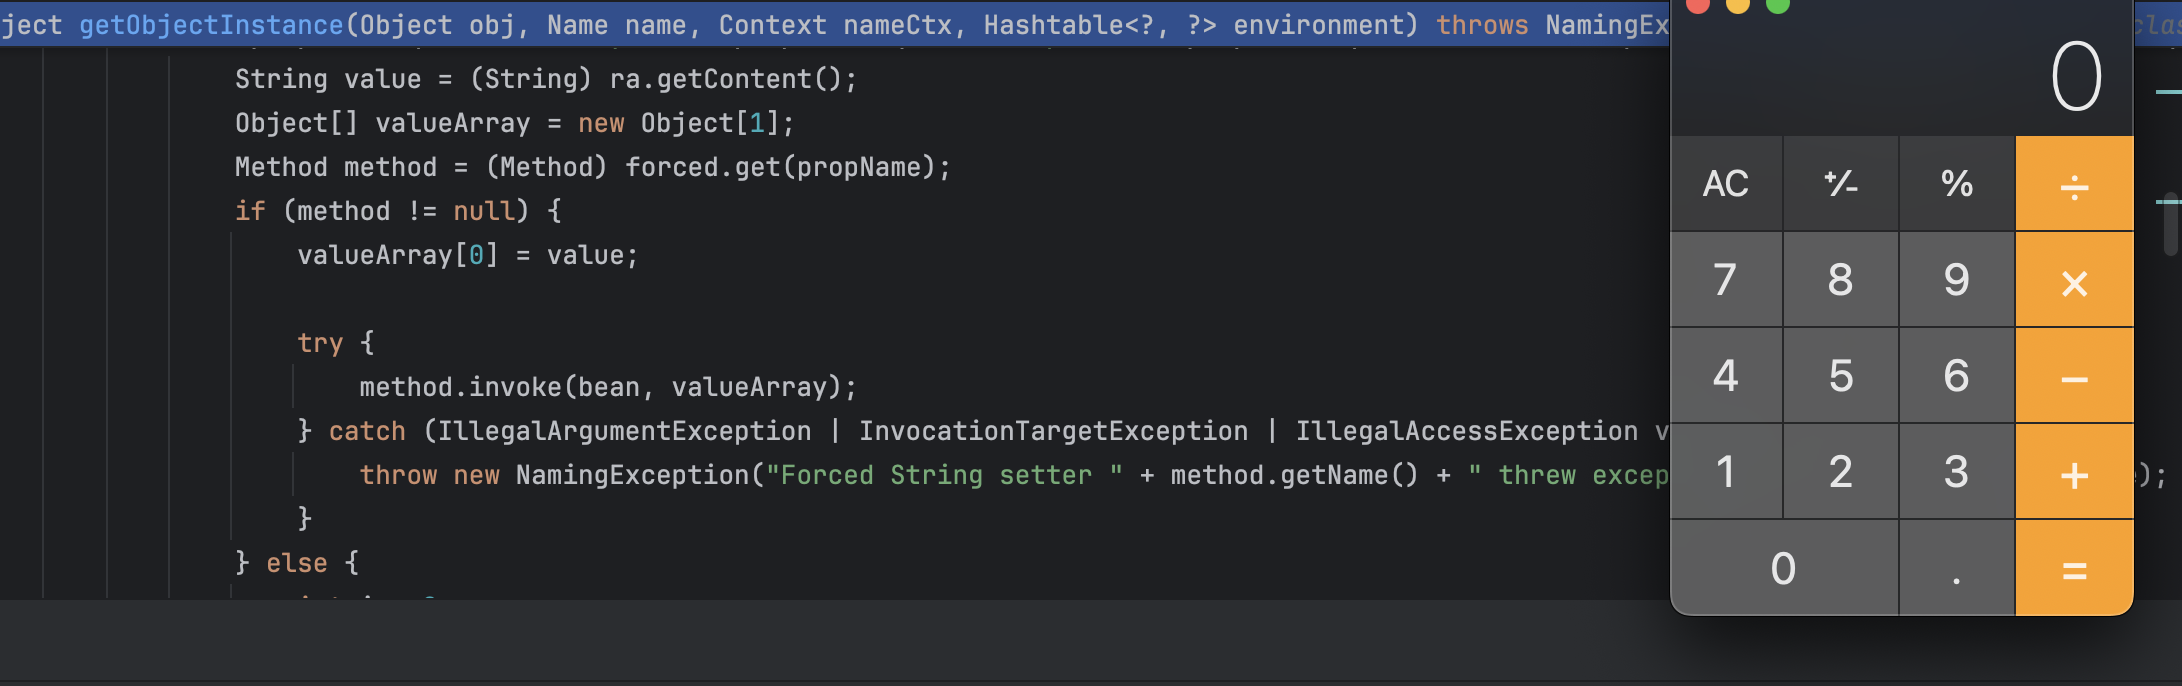 ject getObjectInstance(Object obj, Name name, Context nameCtx, Hashtable<?, ?> environment) throws NamingEx
String value = (String) ra.getContent();
Object[] valueArray = new Object[1];
Method method = (Method) forced.get(propName);
if (method != null) {
valueArray[0] = value;
try {
method.invoke(bean, valueArray);
} catch (IllegalArgumentException | InvocationTargetException | IllegalAccessException v
throw new NamingException("Forced String setter " + method.getName() + " threw excep
);
}
} else {
0
AC +/- % ÷
7 8 9 ×
4 5 6 −
1 2 3 +
0 . =